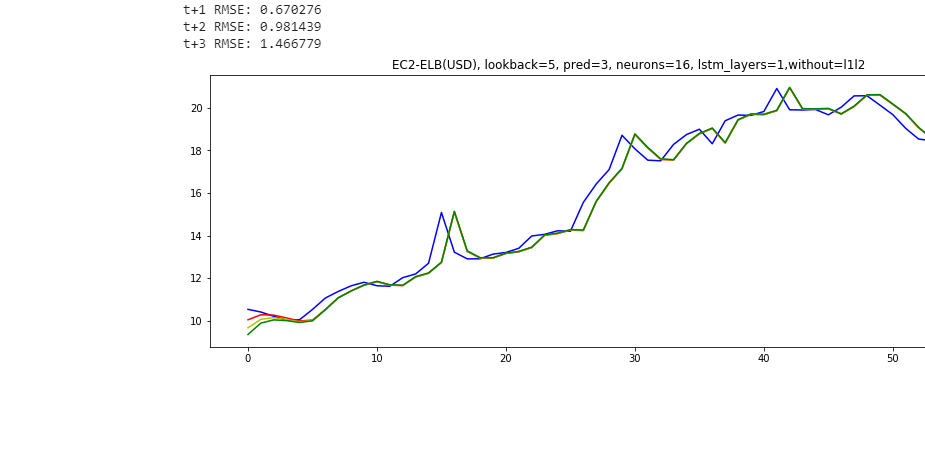 t+1 RMSE: 0.670276
t+2 RMSE: 0.981439
t+3 RMSE: 1.466779
EC2-ELB(USD), lookback=5, pred=3, neurons=16, lstm_layers=1,without=l1l2
20
18
16
14
12
10
0 10 20 30 40 50